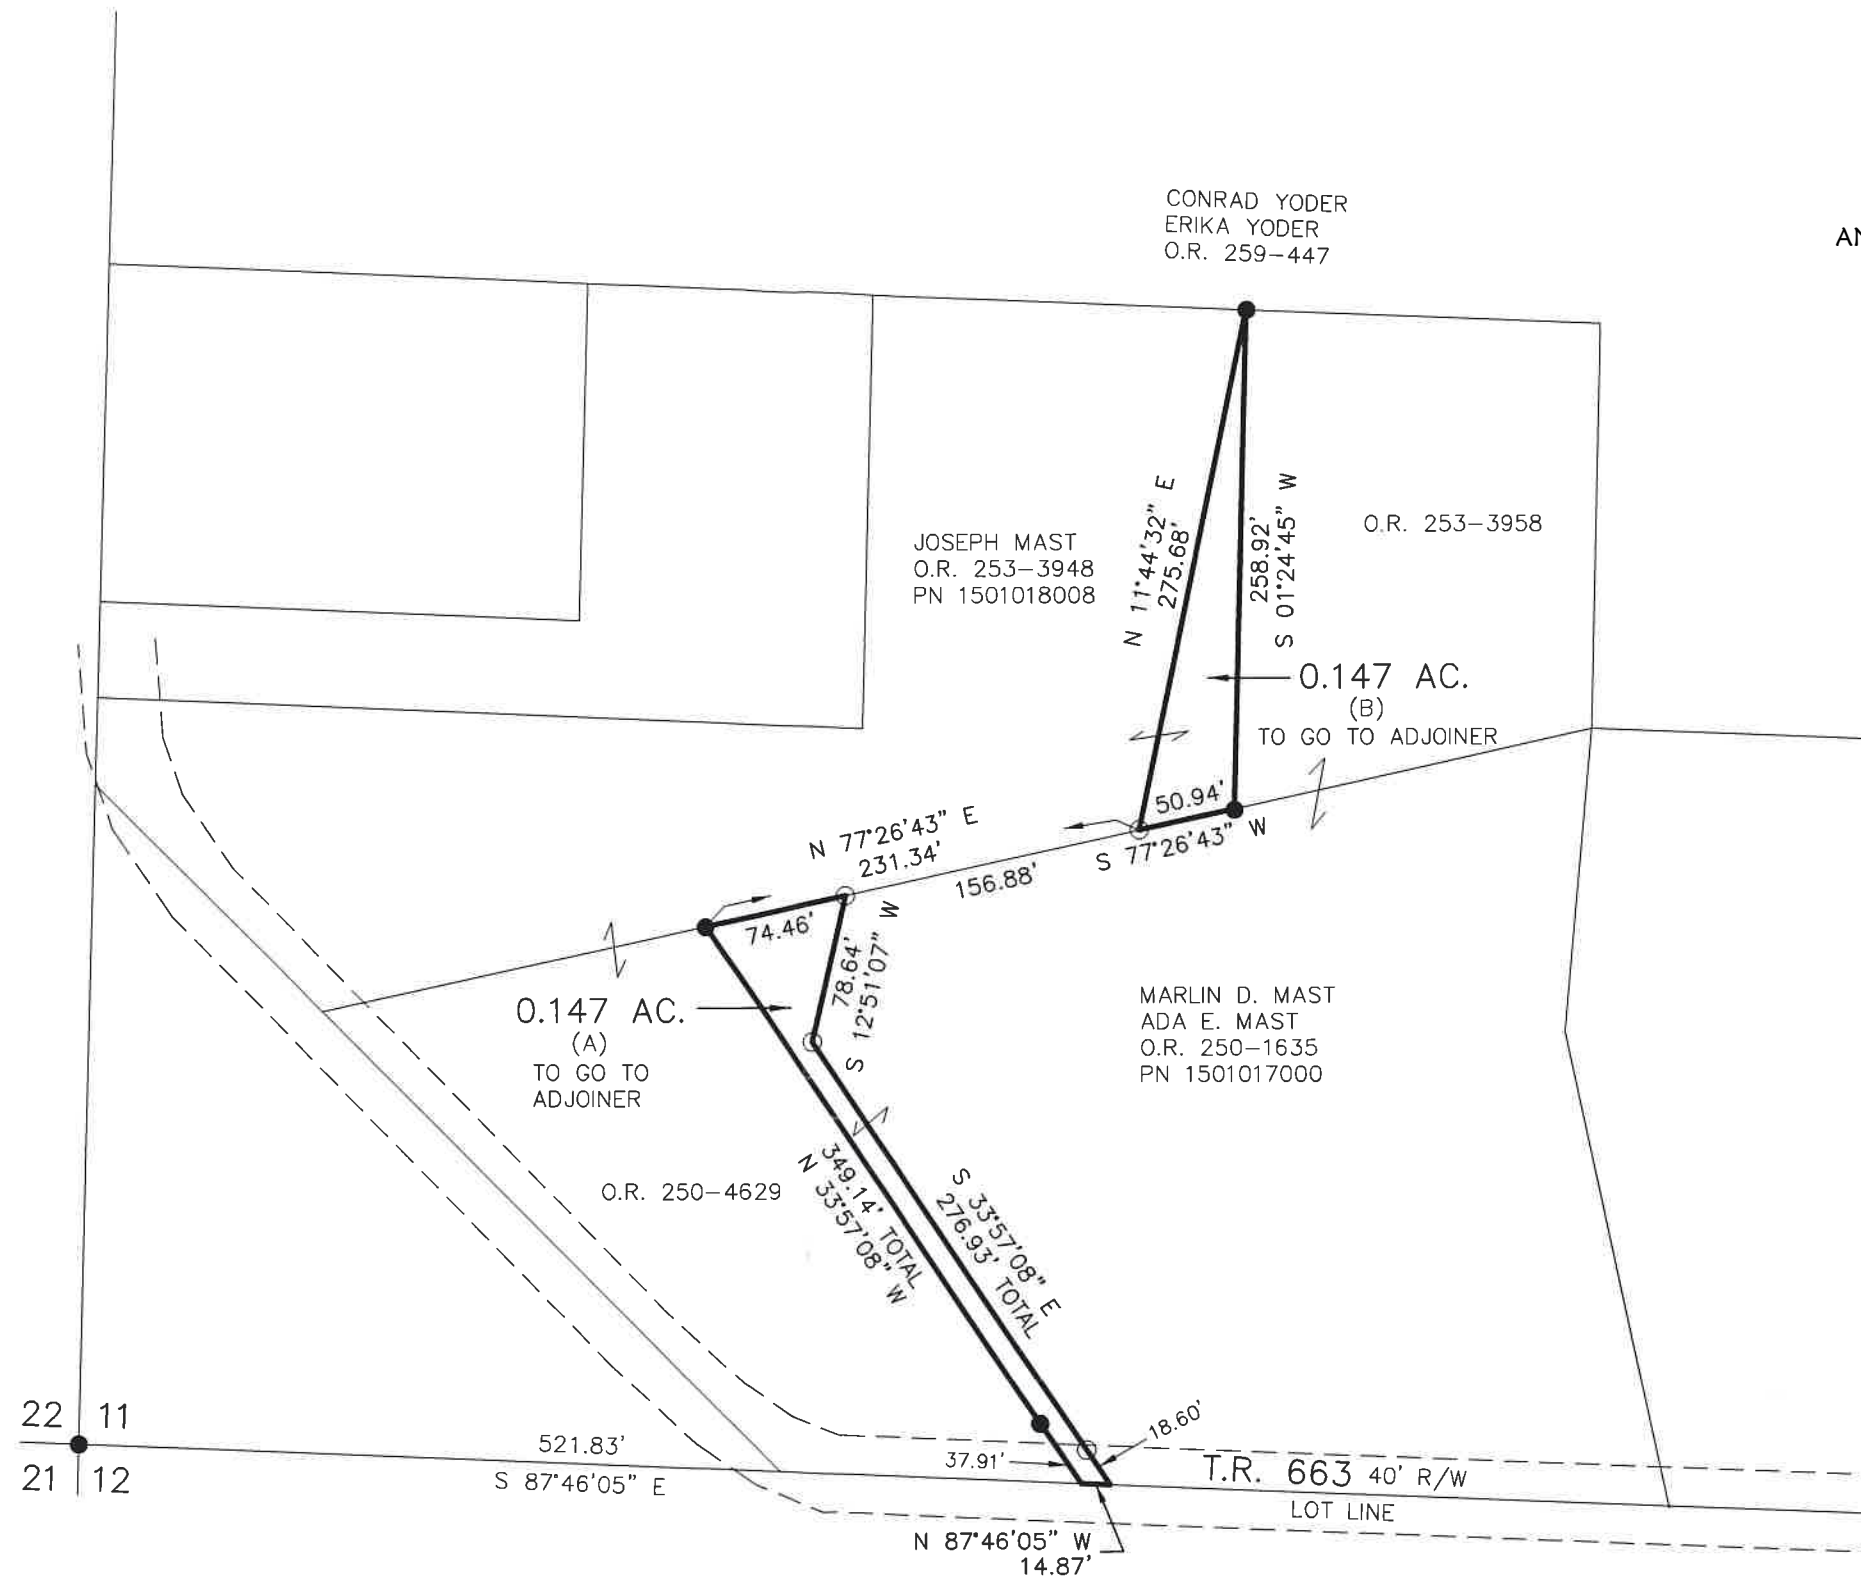 CONRAD YODER
ERIKA YODER
O.R. 259-447
AN
JOSEPH MAST
O.R. 253-3948
PN 1501018008
N 11°44'32" E
275.68'
258.92'
S 01°24'45" W
O.R. 253-3958
0.147 AC.
(B)
TO GO TO ADJOINER
50.94'
S 77°26'43" W
N 77°26'43" E
231.34'
156.88'
74.46'
78.64'
S 12°51'07" W
0.147 AC.
(A)
TO GO TO
ADJOINER
MARLIN D. MAST
ADA E. MAST
O.R. 250-1635
PN 1501017000
O.R. 250-4629
349.14' TOTAL
N 33°57'08" W
S 33°57'08" E
276.93' TOTAL
22 11
21 12
521.83'
S 87°46'05" E
37.91'
18.60'
T.R. 663 40' R/W
LOT LINE
N 87°46'05" W
14.87'